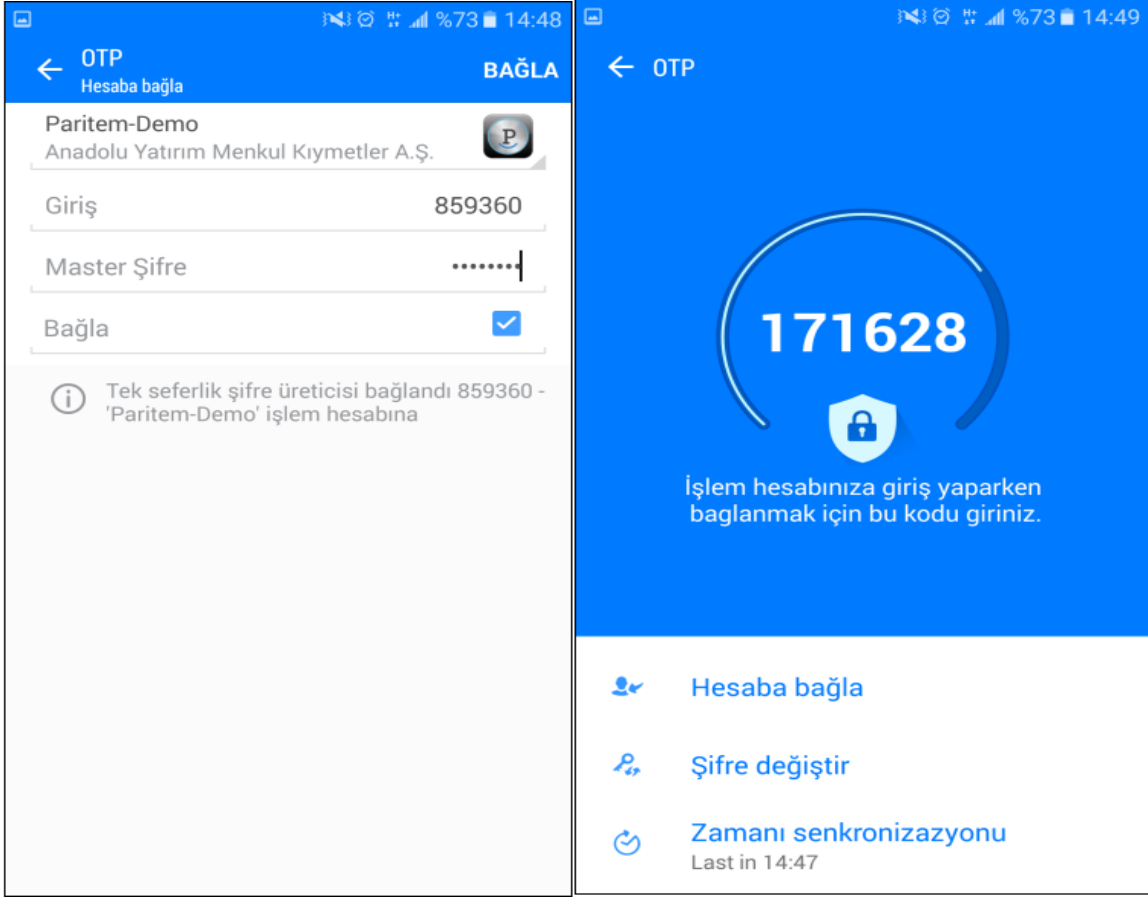 %73 14:48
OTP
Hesaba bağla
BAĞLA
Paritem-Demo
Anadolu Yatırım Menkul Kıymetler A.Ş.
P
Giriş 859360
Master Şifre ••••••••
Bağla
Tek seferlik şifre üreticisi bağlandı 859360 -
'Paritem-Demo' işlem hesabına
%73 14:49
OTP
171628
İşlem hesabınıza giriş yaparken
baglanmak için bu kodu giriniz.
Hesaba bağla
Şifre değiştir
Zamanı senkronizazyonu
Last in 14:47